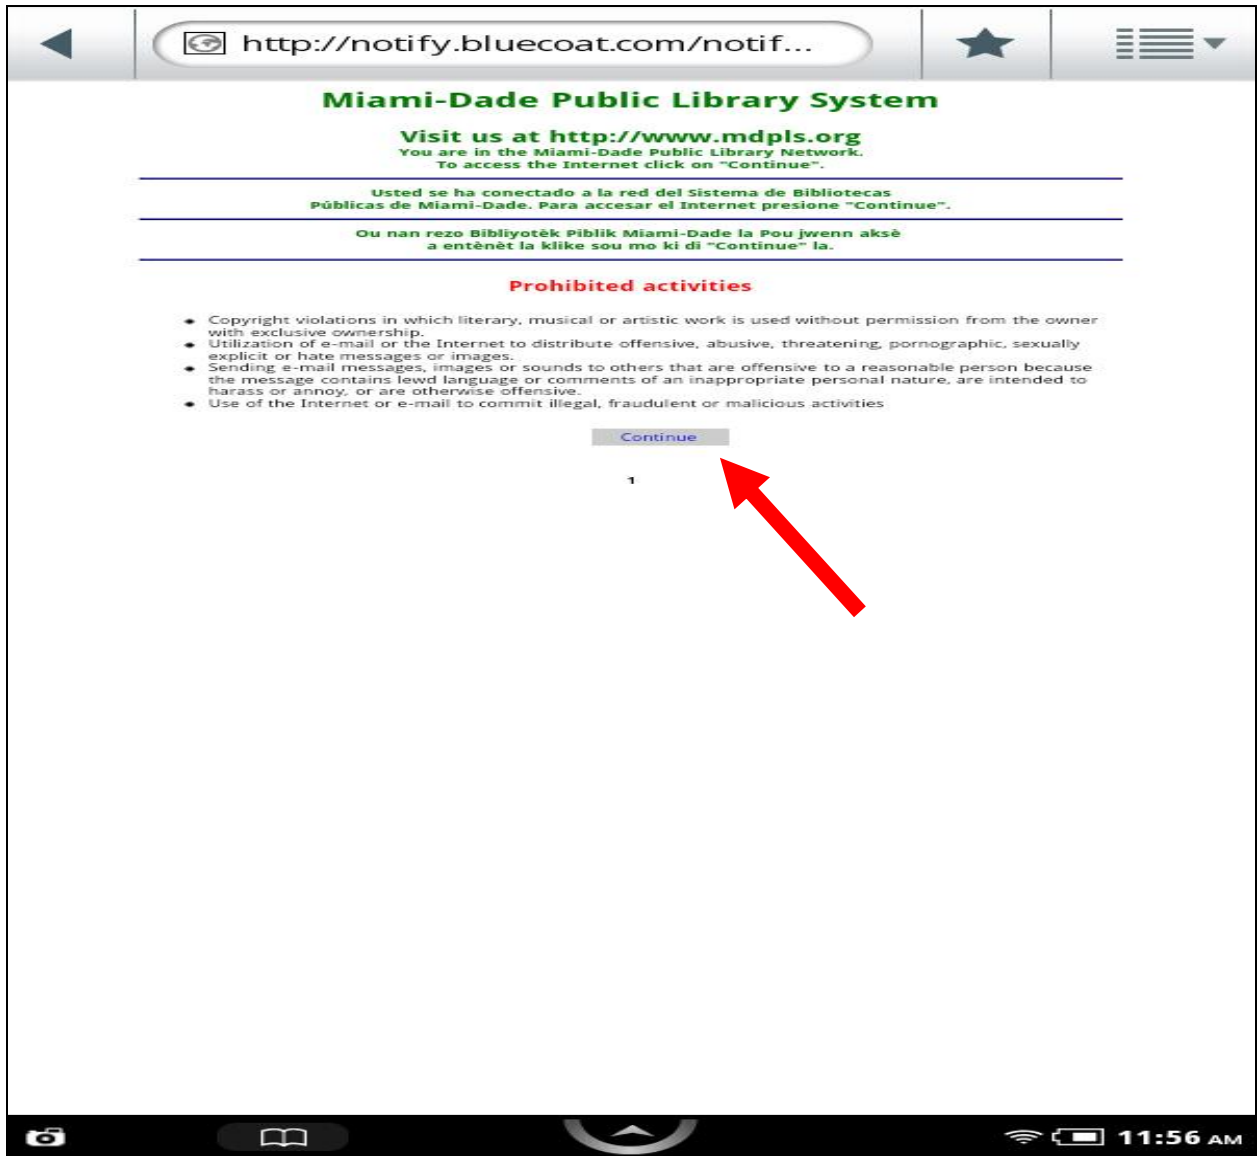 http://notify.bluecoat.com/notif...
Miami-Dade Public Library System
Visit us at http://www.mdpls.org
You are in the Miami-Dade Public Library Network.
To access the Internet click on "Continue".
Usted se ha conectado a la red del Sistema de Bibliotecas
Públicas de Miami-Dade. Para accesar el Internet presione "Continue".
Ou nan rezo Bibliyotèk Piblik Miami-Dade la Pou jwenn aksè
a entènèt la klike sou mo ki di "Continue" la.
Prohibited activities
Copyright violations in which literary, musical or artistic work is used without permission from the owner
with exclusive ownership.
Utilization of e-mail or the Internet to distribute offensive, abusive, threatening, pornographic, sexually
explicit or hate messages or images.
Sending e-mail messages, images or sounds to others that are offensive to a reasonable person because
the message contains lewd language or comments of an inappropriate personal nature, are intended to
harass or annoy, or are otherwise offensive.
Use of the Internet or e-mail to commit illegal, fraudulent or malicious activities
Continue
1
11:56 AM